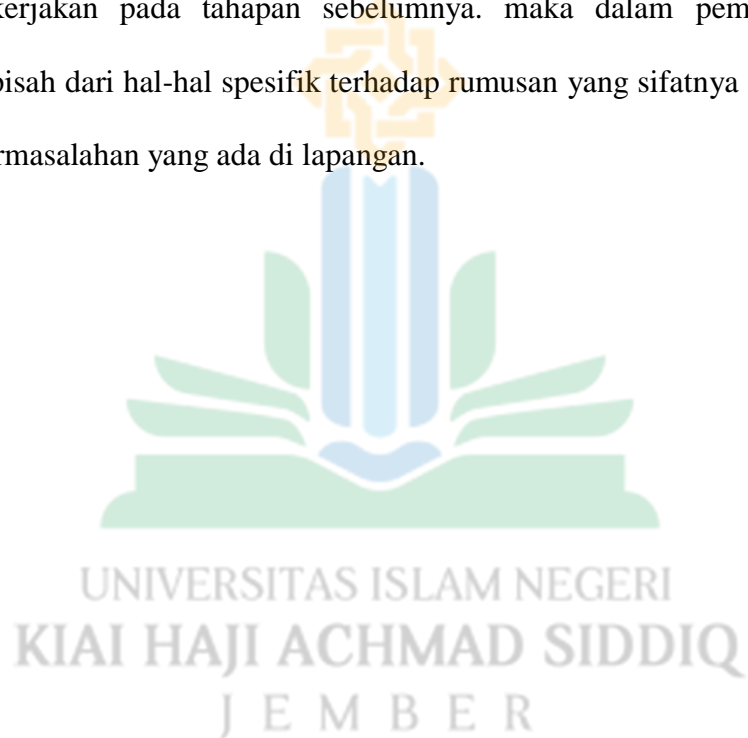 kerjakan pada tahapan sebelumnya. maka dalam pem
pisah dari hal-hal spesifik terhadap rumusan yang sifatnya
rmasalahan yang ada di lapangan.
UNIVERSITAS ISLAM NEGERI
KIAI HAJI ACHMAD SIDDIQ
JEMBER